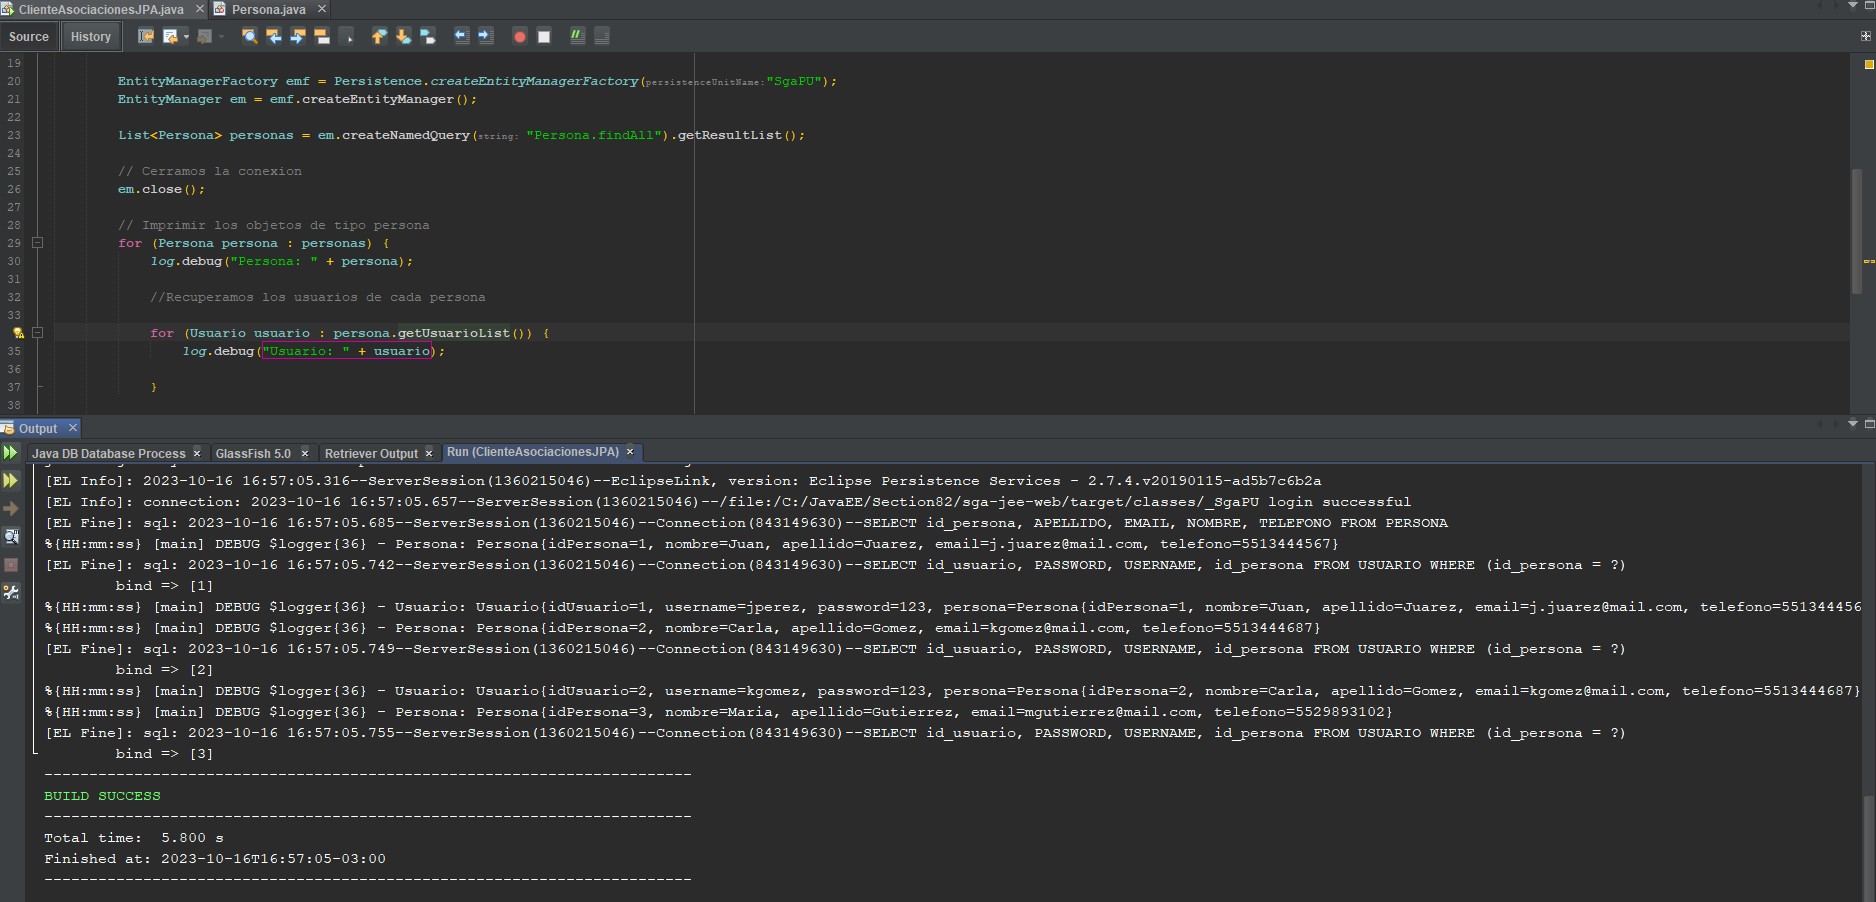 ClienteAsociacionesJPA.java
Persona.java
Source
History
19
20 EntityManagerFactory emf = Persistence.createEntityManagerFactory(persistenceUnitName:"SgaPU");
21 EntityManager em = emf.createEntityManager();
22
23 List<Persona> personas = em.createNamedQuery(string: "Persona.findAll").getResultList();
24
25 // Cerramos la conexion
26 em.close();
27
28 // Imprimir los objetos de tipo persona
29 for (Persona persona : personas) {
30 log.debug("Persona: " + persona);
31
32 //Recuperamos los usuarios de cada persona
33
for (Usuario usuario : persona.getUsuarioList()) {
35 log.debug("Usuario: " + usuario);
36
37 }
38
Output
Java DB Database Process
GlassFish 5.0
Retriever Output
Run (ClienteAsociacionesJPA)
[EL Info]: 2023-10-16 16:57:05.316--ServerSession(1360215046)--EclipseLink, version: Eclipse Persistence Services - 2.7.4.v20190115-ad5b7c6b2a
[EL Info]: connection: 2023-10-16 16:57:05.657--ServerSession(1360215046)--/file:/C:/JavaEE/Section82/sga-jee-web/target/classes/_SgaPU login successful
[EL Fine]: sql: 2023-10-16 16:57:05.685--ServerSession(1360215046)--Connection(843149630)--SELECT id_persona, APELLIDO, EMAIL, NOMBRE, TELEFONO FROM PERSONA
%{HH:mm:ss} [main] DEBUG $logger{36} - Persona: Persona{idPersona=1, nombre=Juan, apellido=Juarez, email=j.juarez@mail.com, telefono=5513444567}
[EL Fine]: sql: 2023-10-16 16:57:05.742--ServerSession(1360215046)--Connection(843149630)--SELECT id_usuario, PASSWORD, USERNAME, id_persona FROM USUARIO WHERE (id_persona = ?)
bind => [1]
%{HH:mm:ss} [main] DEBUG $logger{36} - Usuario: Usuario{idUsuario=1, username=jperez, password=123, persona=Persona{idPersona=1, nombre=Juan, apellido=Juarez, email=j.juarez@mail.com, telefono=551344456
%{HH:mm:ss} [main] DEBUG $logger{36} - Persona: Persona{idPersona=2, nombre=Carla, apellido=Gomez, email=kgomez@mail.com, telefono=5513444687}
[EL Fine]: sql: 2023-10-16 16:57:05.749--ServerSession(1360215046)--Connection(843149630)--SELECT id_usuario, PASSWORD, USERNAME, id_persona FROM USUARIO WHERE (id_persona = ?)
bind => [2]
%{HH:mm:ss} [main] DEBUG $logger{36} - Usuario: Usuario{idUsuario=2, username=kgomez, password=123, persona=Persona{idPersona=2, nombre=Carla, apellido=Gomez, email=kgomez@mail.com, telefono=5513444687}
%{HH:mm:ss} [main] DEBUG $logger{36} - Persona: Persona{idPersona=3, nombre=Maria, apellido=Gutierrez, email=mgutierrez@mail.com, telefono=5529893102}
[EL Fine]: sql: 2023-10-16 16:57:05.755--ServerSession(1360215046)--Connection(843149630)--SELECT id_usuario, PASSWORD, USERNAME, id_persona FROM USUARIO WHERE (id_persona = ?)
bind => [3]
------------------------------------------------------------------------
BUILD SUCCESS
------------------------------------------------------------------------
Total time:  5.800 s
Finished at: 2023-10-16T16:57:05-03:00
------------------------------------------------------------------------